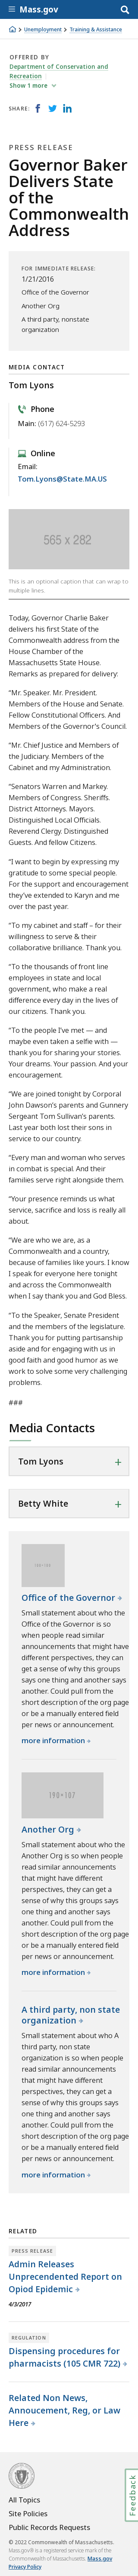 Mass.gov
Unemployment
Training & Assistance
OFFERED BY
Department of Conservation and
Recreation
Show 1 more
SHARE:
PRESS RELEASE
Governor Baker
Delivers State
of the
Commonwealth
Address
FOR IMMEDIATE RELEASE:
1/21/2016
Office of the Governor
Another Org
A third party, nonstate
organization
MEDIA CONTACT
Tom Lyons
Phone
Main: (617) 624-5293
Online
Email:
Tom.Lyons@State.MA.US
565 x 282
This is an optional caption that can wrap to
multiple lines.
Today, Governor Charlie Baker
delivers his first State of the
Commonwealth address from the
House Chamber of the
Massachusetts State House.
Remarks as prepared for delivery:
“Mr. Speaker. Mr. President.
Members of the House and Senate.
Fellow Constitutional Officers. And
Members of the Governor’s Council.
“Mr. Chief Justice and Members of
the Judiciary. Members of the
Cabinet and my Administration.
“Senators Warren and Markey.
Members of Congress. Sheriffs.
District Attorneys. Mayors.
Distinguished Local Officials.
Reverend Clergy. Distinguished
Guests. And fellow Citizens.
“I want to begin by expressing my
gratitude to some special people.
For the support and encouragement
they’ve extended to Karyn and me
over the past year.
“To my cabinet and staff – for their
willingness to serve & their
collaborative brilliance. Thank you.
“To the thousands of front line
employees in state and local
government, who make a real
difference every day in the lives of
our citizens. Thank you.
“To the people I’ve met — and
maybe even taken a selfie with —
thank you for sharing your stories.
Your dreams. Your passion. And your
encouragement.
“We are joined tonight by Corporal
John Dawson’s parents and Gunnery
Sergeant Tom Sullivan’s parents.
Last year both lost their sons in
service to our country.
“Every man and woman who serves
in combat is special. And their
families serve right alongside them.
“Your presence reminds us what
service, sacrifice and loss is really all
about.
“We are who we are, as a
Commonwealth and a country,
because of families like yours. I think
I speak for everyone here tonight
and everyone in the Commonwealth
when I say thank you and God Bless.
“To the Speaker, Senate President
and the members of the Legislature.
Thank you for your partnership this
past year, and for being willing all
alongside to engage with us in
good faith and good humor as we
work to solve some very challenging
problems.
###
Media Contacts
Tom Lyons
Betty White
Office of the Governor
Small statement about who the
Office of the Governor is so
when people read similar
announcements that might have
different perspectives, they can
get a sense of why this groups
says one thing and another says
another. Could pull from the
short description of the org page
or be a manually entered field
per news or announcement.
more information
190×107
Another Org
Small statement about who the
Another Org is so when people
read similar announcements
that might have different
perspectives, they can get a
sense of why this groups says
one thing and another says
another. Could pull from the
short description of the org page
or be a manually entered field
per news or announcement.
more information
A third party, non state
organization
Small statement about who A
third party, non state
organization is so when people
read similar announcements
that might have different
perspectives, they can get a
sense of why this groups says
one thing and another says
another. Could pull from the
short description of the org page
or be a manually entered field
per news or announcement.
more information
RELATED
PRESS RELEASE
Admin Releases
Unprecendented Report on
Opiod Epidemic
4/3/2017
REGULATION
Dispensing procedures for
pharmacists (105 CMR 722)
Related Non News,
Annoucement, Reg, or Law
Here
All Topics
Site Policies
Public Records Requests
© 2022 Commonwealth of Massachusetts.
Mass.gov® is a registered service mark of the
Commonwealth of Massachusetts. Mass.gov
Privacy Policy
Feedback